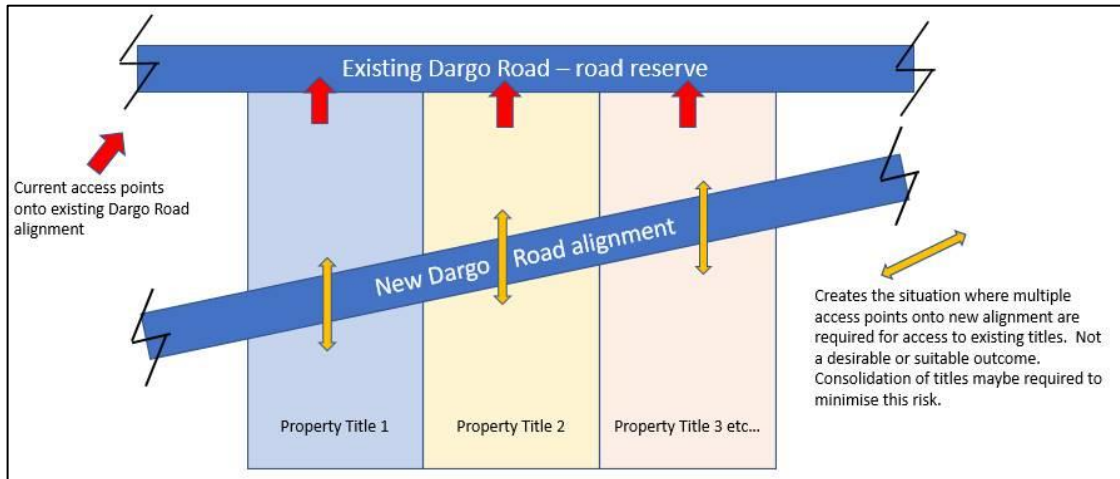 Existing Dargo Road – road reserve
Current access points
onto existing Dargo Road
alignment
New Dargo Road alignment
Creates the situation where multiple
access points onto new alignment are
required for access to existing titles.  Not
a desirable or suitable outcome.
Consolidation of titles maybe required to
minimise this risk.
Property Title 1
Property Title 2
Property Title 3 etc...